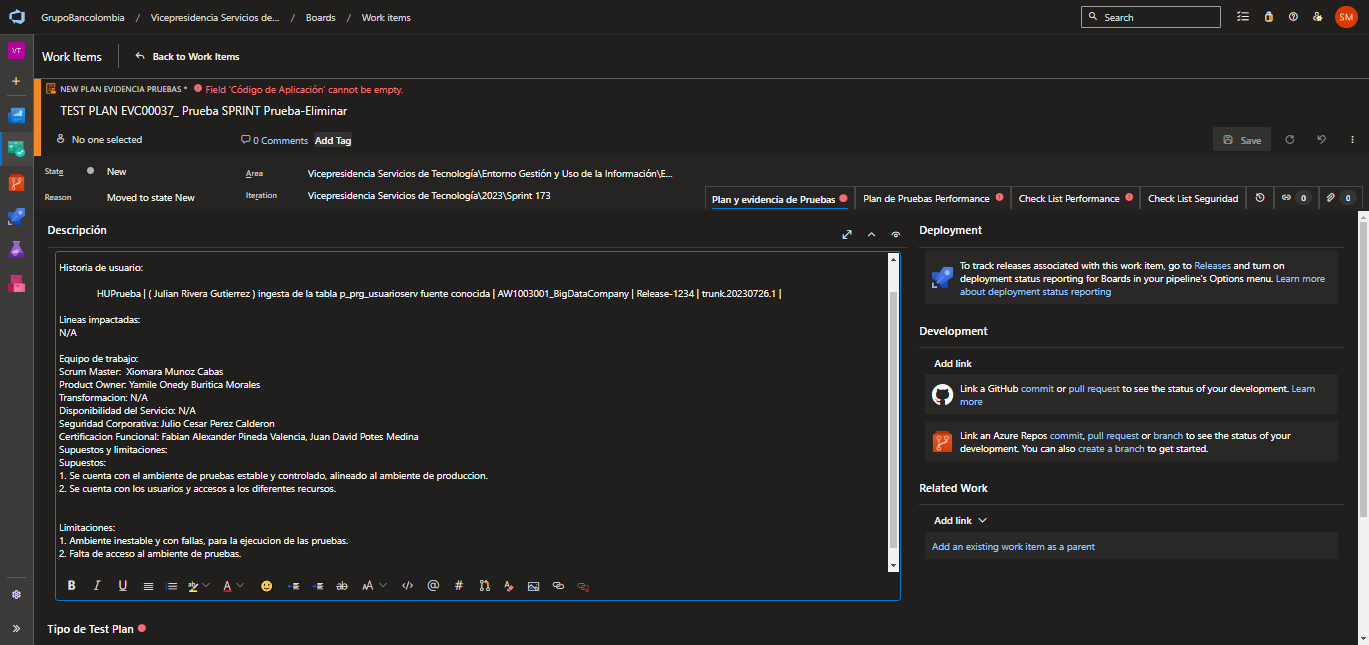 GrupoBancolombia / Vicepresidencia Servicios de... / Boards / Work items
Search
SM
VT
Work Items
Back to Work Items
NEW PLAN EVIDENCIA PRUEBAS * Field 'Código de Aplicación' cannot be empty.
TEST PLAN EVC00037_ Prueba SPRINT Prueba-Eliminar
No one selected
0 Comments
Add Tag
Save
State
New
Area
Vicepresidencia Servicios de Tecnología\Entorno Gestión y Uso de la Información\E...
Reason
Moved to state New
Iteration
Vicepresidencia Servicios de Tecnología\2023\Sprint 173
Plan y evidencia de Pruebas
Plan de Pruebas Performance
Check List Performance
Check List Seguridad
0
0
Descripción
Historia de usuario:
HUPrueba | ( Julian Rivera Gutierrez ) ingesta de la tabla p_prg_usuarioserv fuente conocida | AW1003001_BigDataCompany | Release-1234 | trunk.20230726.1 |
Lineas impactadas:
N/A
Equipo de trabajo:
Scrum Master: Xiomara Munoz Cabas
Product Owner: Yamile Onedy Buritica Morales
Transformacion: N/A
Disponibilidad del Servicio: N/A
Seguridad Corporativa: Julio Cesar Perez Calderon
Certificacion Funcional: Fabian Alexander Pineda Valencia, Juan David Potes Medina
Supuestos y limitaciones:
Supuestos:
1. Se cuenta con el ambiente de pruebas estable y controlado, alineado al ambiente de produccion.
2. Se cuenta con los usuarios y accesos a los diferentes recursos.
Limitaciones:
1. Ambiente inestable y con fallas, para la ejecucion de las pruebas.
2. Falta de acceso al ambiente de pruebas.
Tipo de Test Plan
Deployment
To track releases associated with this work item, go to Releases and turn on
deployment status reporting for Boards in your pipeline's Options menu. Learn more
about deployment status reporting
Development
Add link
Link a GitHub commit or pull request to see the status of your development. Learn
more
Link an Azure Repos commit, pull request or branch to see the status of your
development. You can also create a branch to get started.
Related Work
Add link
Add an existing work item as a parent